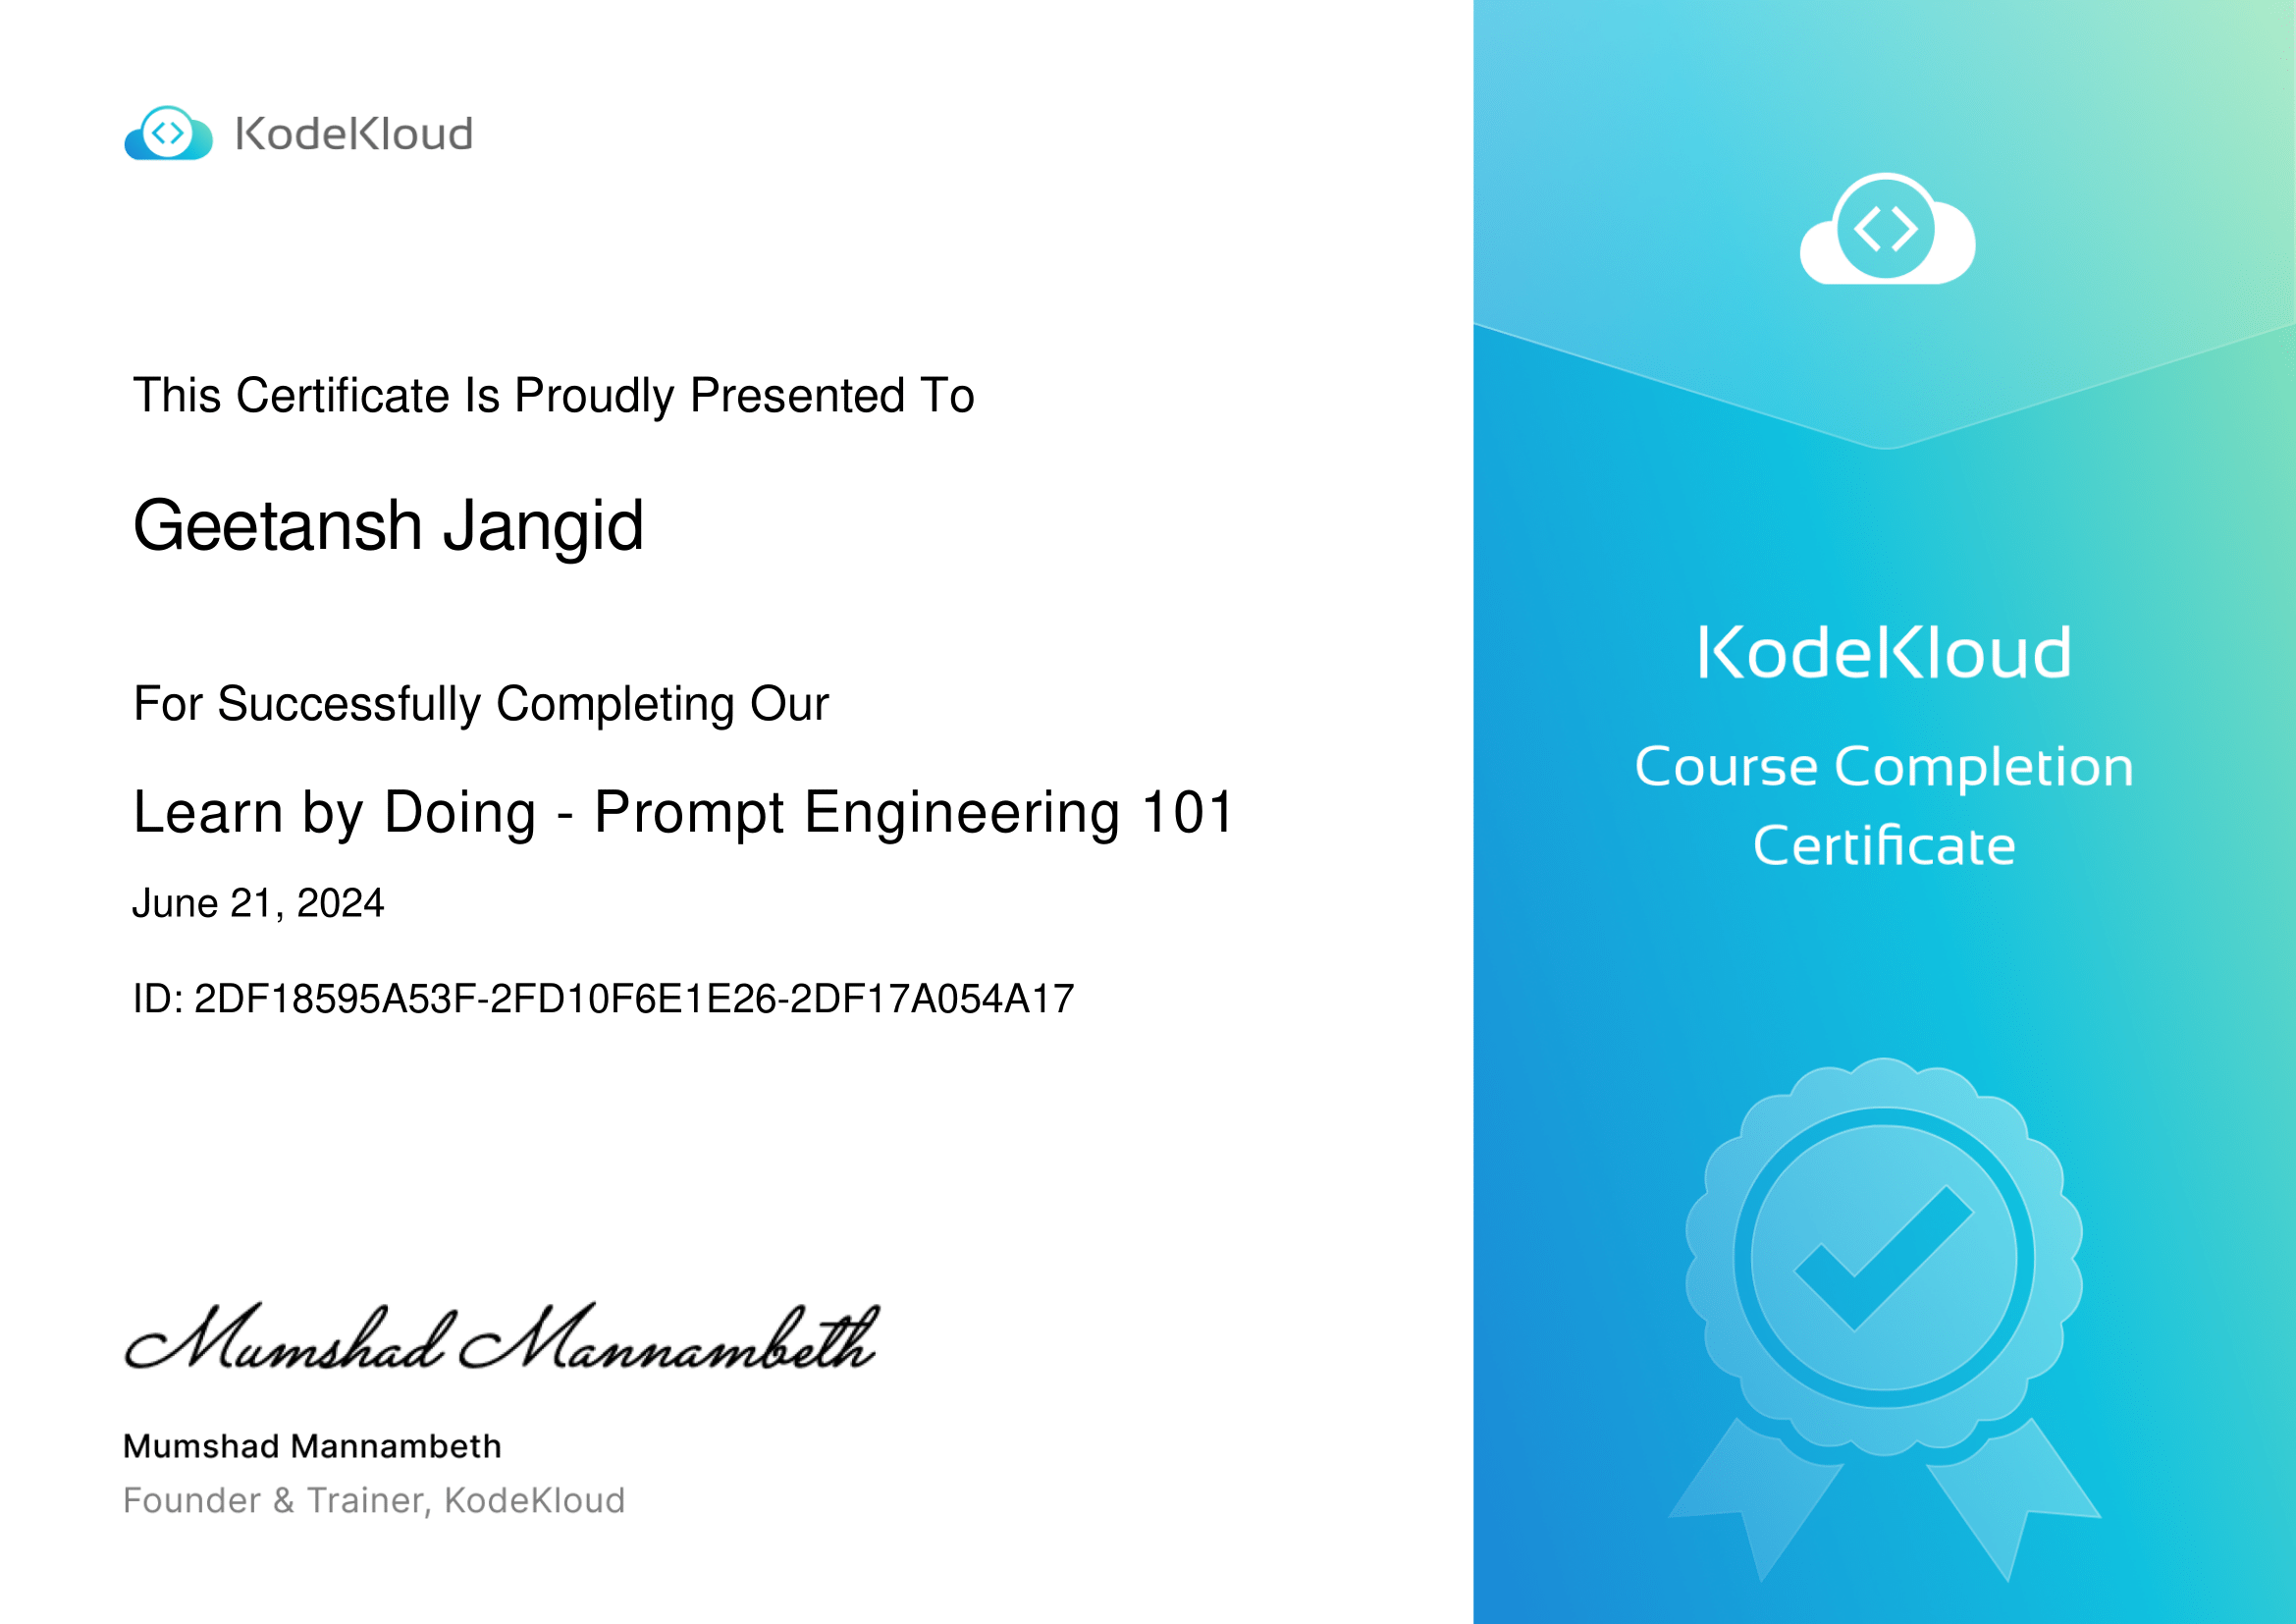 KodeKloud
This Certificate Is Proudly Presented To
Geetansh Jangid
For Successfully Completing Our
Learn by Doing - Prompt Engineering 101
June 21, 2024
ID: 2DF18595A53F-2FD10F6E1E26-2DF17A054A17
Mumshad Mannambeth
Mumshad Mannambeth
Founder & Trainer, KodeKloud
KodeKloud
Course Completion
Certificate